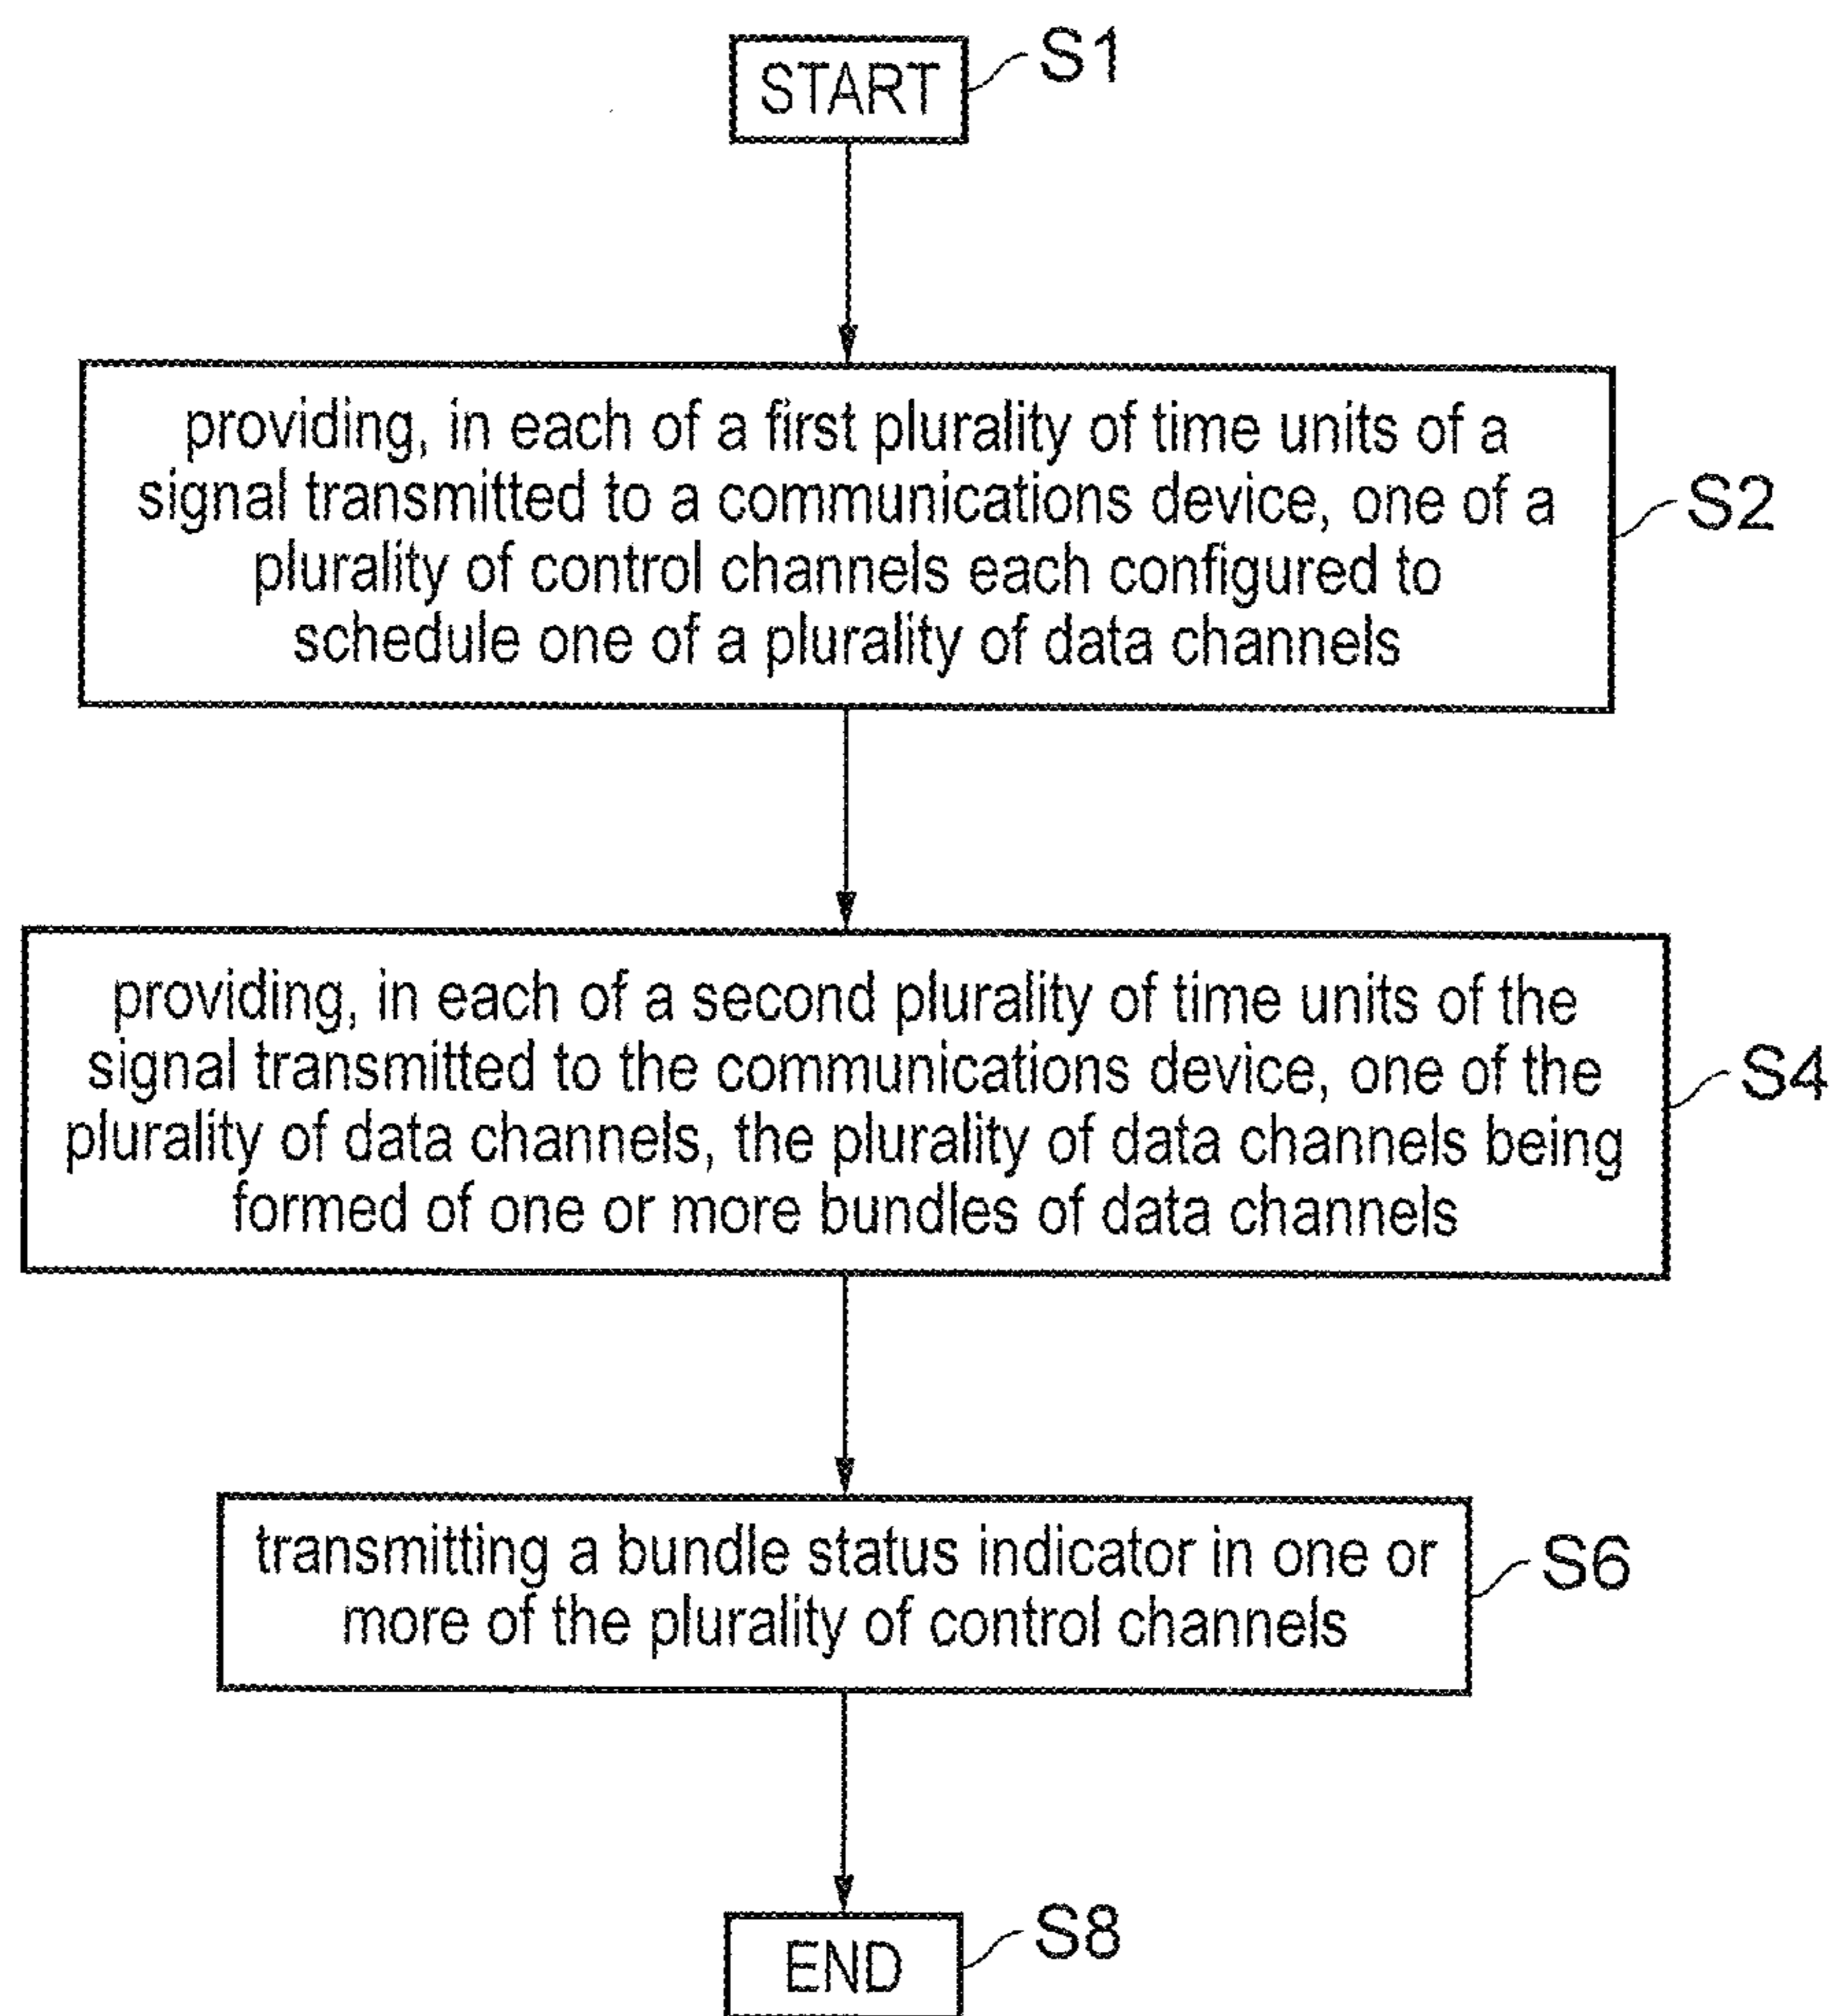 START
S1
providing, in each of a first plurality of time units of a
signal transmitted to a communications device, one of a
plurality of control channels each configured to
schedule one of a plurality of data channels
S2
providing, in each of a second plurality of time units of the
signal transmitted to the communications device, one of the
plurality of data channels, the plurality of data channels being
formed of one or more bundles of data channels
S4
transmitting a bundle status indicator in one or
more of the plurality of control channels
S6
END
S8